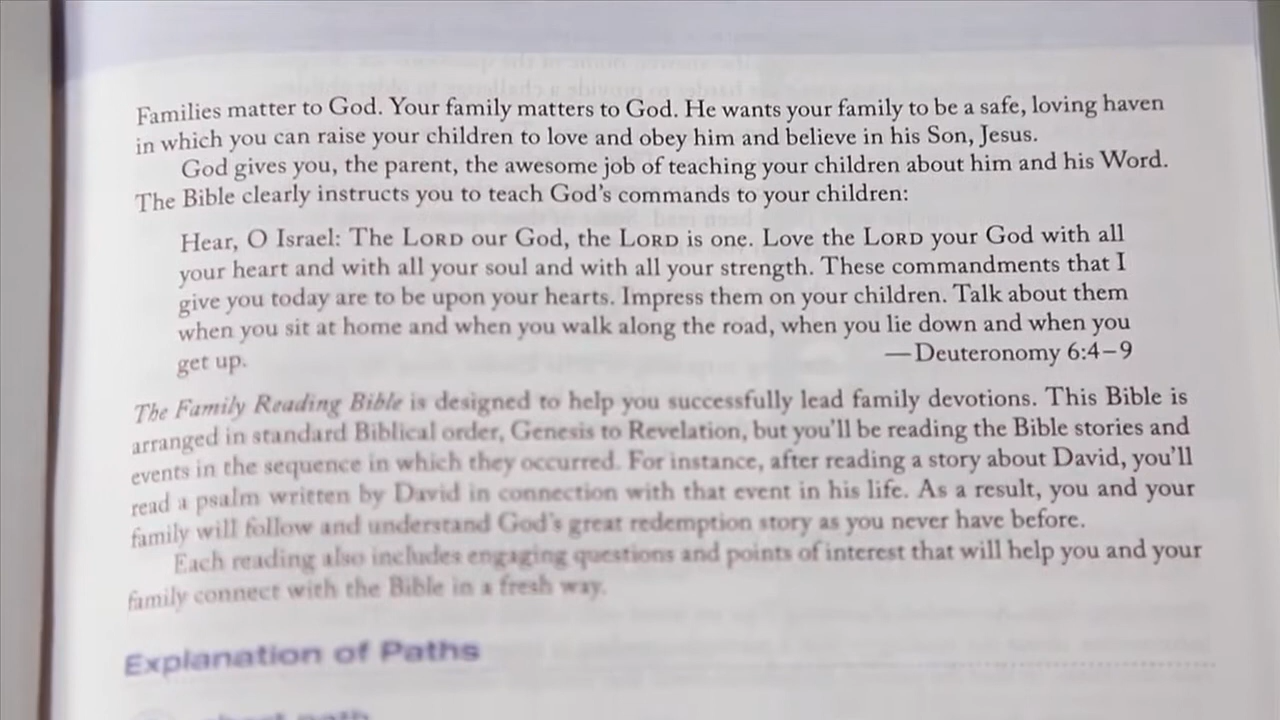 Families matter to God. Your family matters to God. He wants your family to be a safe, loving haven
in which you can raise your children to love and obey him and believe in his Son, Jesus.
God gives you, the parent, the awesome job of teaching your children about him and his Word.
The Bible clearly instructs you to teach God's commands to your children:
Hear, O Israel: The LORD our God, the LORD is one. Love the LORD your God with all
your heart and with all your soul and with all your strength. These commandments that I
give you today are to be upon your hearts. Impress them on your children. Talk about them
when you sit at home and when you walk along the road, when you lie down and when you
get up. —Deuteronomy 6:4–9
The Family Reading Bible is designed to help you successfully lead family devotions. This Bible is
arranged in standard Biblical order, Genesis to Revelation, but you'll be reading the Bible stories and
events in the sequence in which they occurred. For instance, after reading a story about David, you'll
read a psalm written by David in connection with that event in his life. As a result, you and your
family will follow and understand God's great redemption story as you never have before.
Each reading also includes engaging questions and points of interest that will help you and your
family connect with the Bible in a fresh way.
Explanation of Paths
path